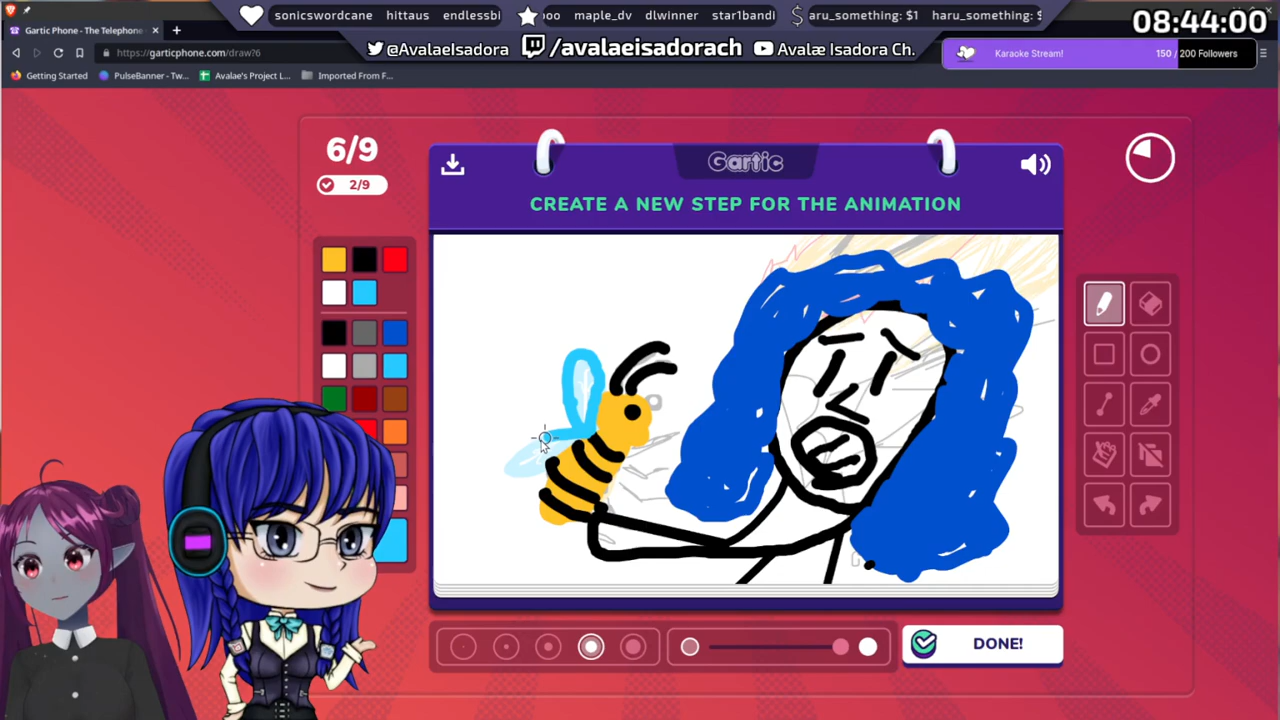 sonicswordcane hittaus endlessbl
oo maple_dv dlwinner star1bandi
aru_something: $1 haru_something: $
08:44:00
Gartic Phone - The Telephone
@AvalaeIsadora /avalaeisadorach Avalæ Isadora Ch.
https://garticphone.com/draw?6
Karaoke Stream! 150 / 200 Followers
Getting Started PulseBanner - Tw... Avalae's Project L... Imported From F...
6/9
2/9
Gartic
CREATE A NEW STEP FOR THE ANIMATION
DONE!